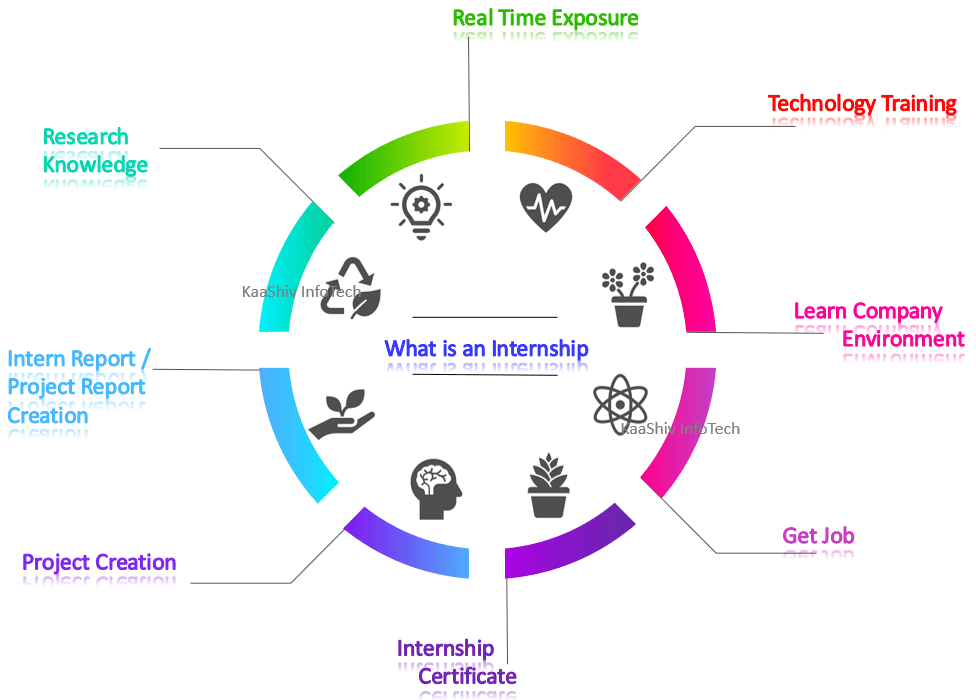 Real Time Exposure
Technology Training
Research
Knowledge
KaaShiv InfoTech
Learn Company
Environment
What is an Internship
Intern Report /
Project Report
Creation
KaaShiv InfoTech
Get Job
Project Creation
Internship
Certificate